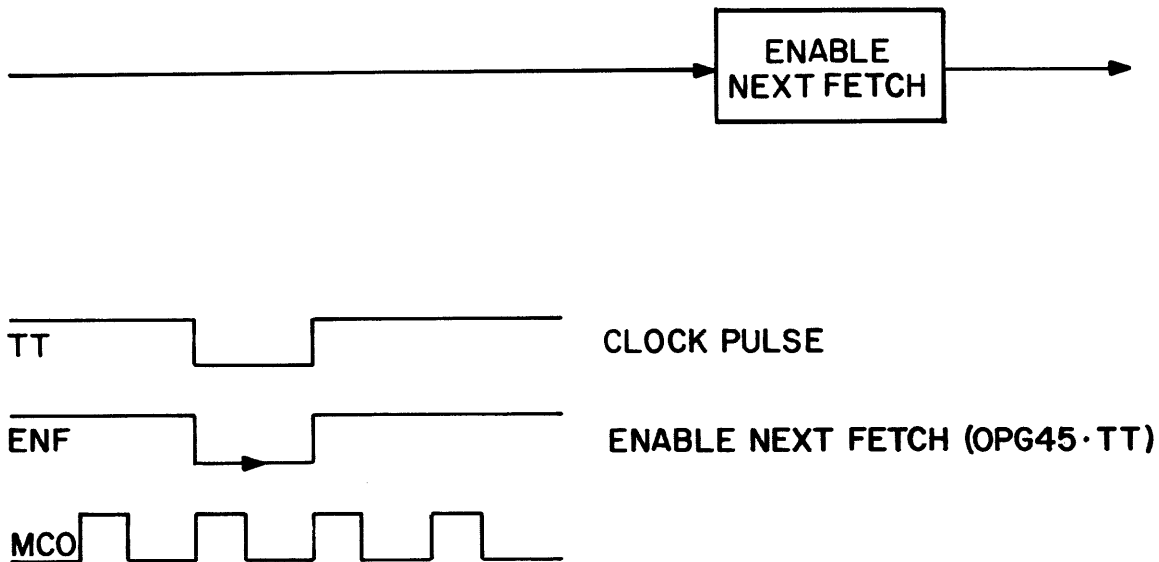 ENABLE
NEXT FETCH
TT
CLOCK PULSE
ENF
ENABLE NEXT FETCH (OPG45·TT)
MCO